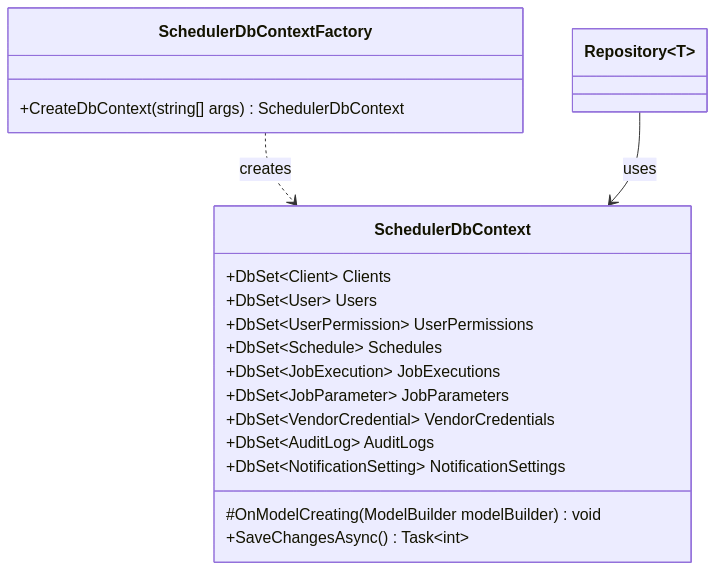 SchedulerDbContextFactory
+CreateDbContext(string[] args) : SchedulerDbContext
Repository<T>
creates
uses
SchedulerDbContext
+DbSet<Client> Clients
+DbSet<User> Users
+DbSet<UserPermission> UserPermissions
+DbSet<Schedule> Schedules
+DbSet<JobExecution> JobExecutions
+DbSet<JobParameter> JobParameters
+DbSet<VendorCredential> VendorCredentials
+DbSet<AuditLog> AuditLogs
+DbSet<NotificationSetting> NotificationSettings
#OnModelCreating(ModelBuilder modelBuilder) : void
+SaveChangesAsync() : Task<int>